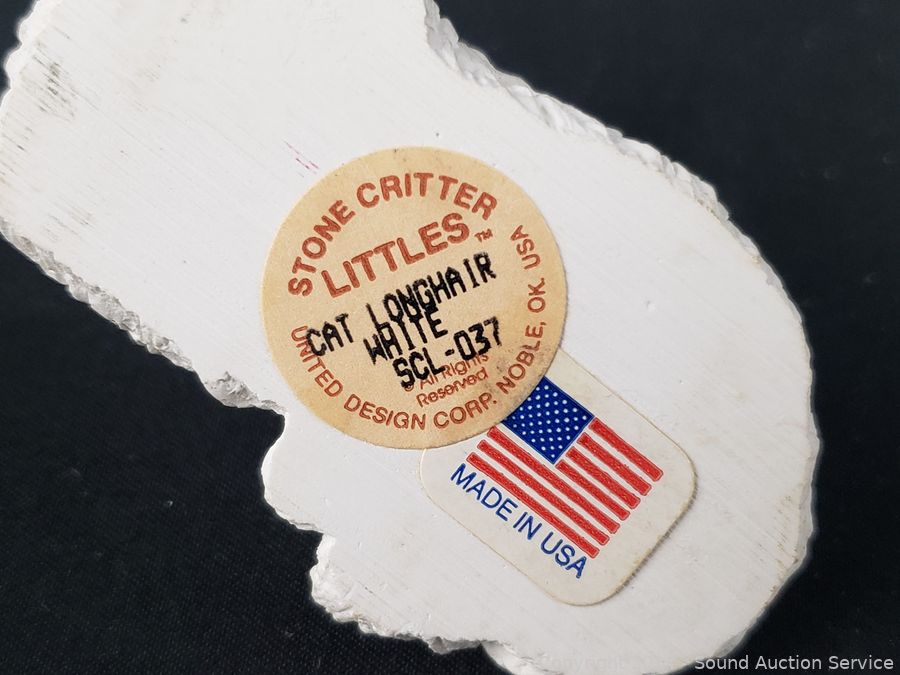 STONE CRITTER
LITTLES™
CAT LONGHAIR
WHITE
SCL-037
© All Rights
Reserved
UNITED DESIGN CORP. NOBLE, OK. USA
MADE IN USA
Sound Auction Service